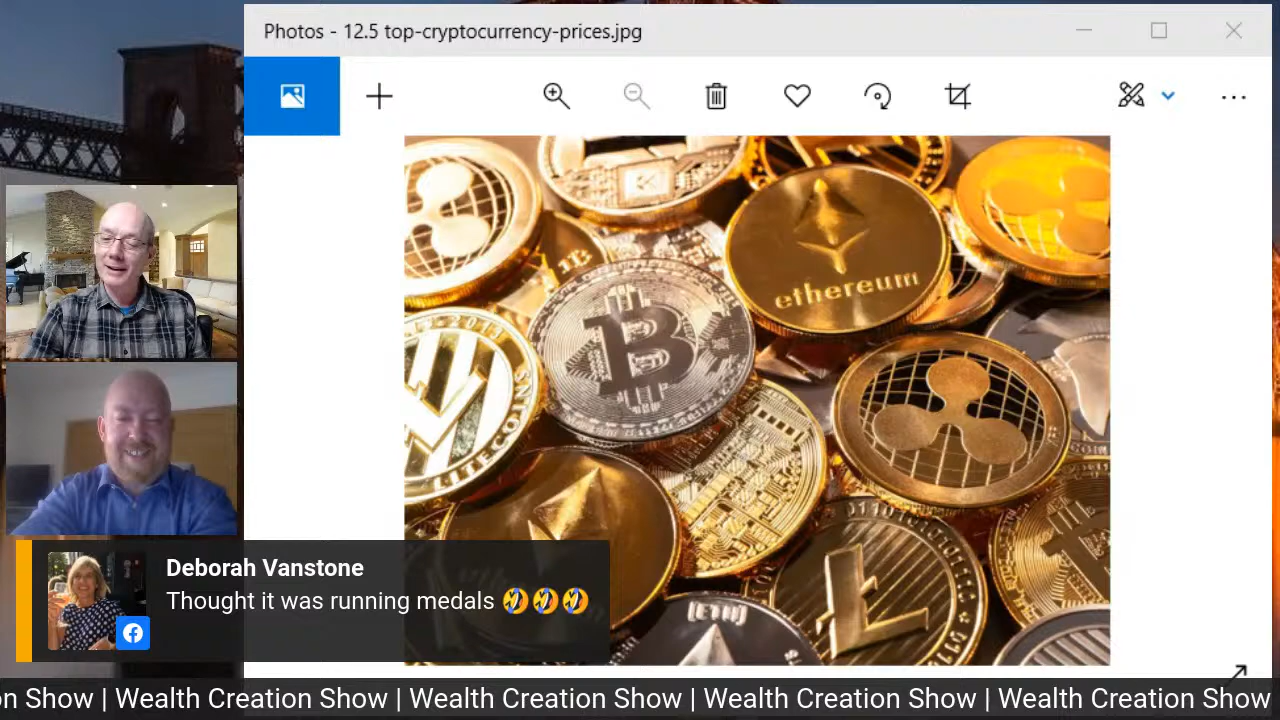 Photos - 12.5 top-cryptocurrency-prices.jpg
ethereum
B
LITECOIN
[ETH]
Deborah Vanstone
Thought it was running medals 🤣🤣🤣
on Show | Wealth Creation Show | Wealth Creation Show | Wealth Creation Show | Wealth Creation Show